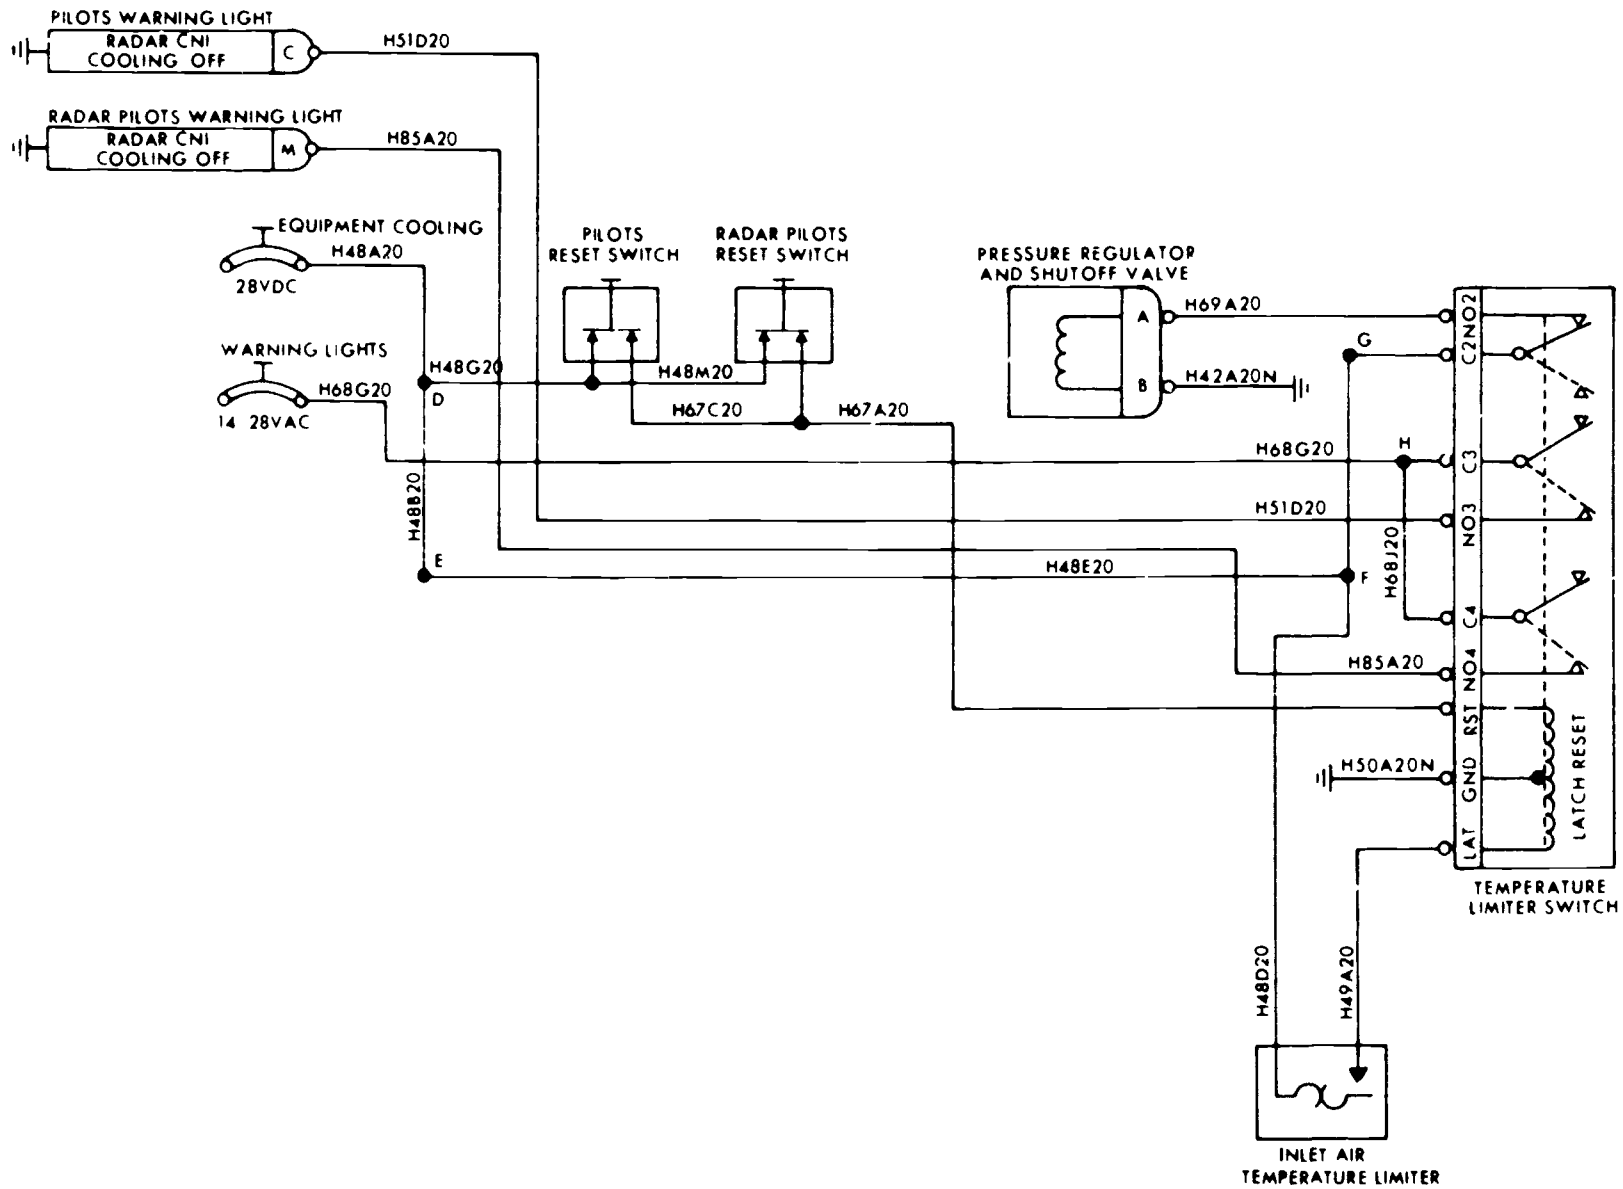 PILOTS WARNING LIGHT
RADAR CNI
COOLING OFF
C
H51D20
RADAR PILOTS WARNING LIGHT
RADAR CNI
COOLING OFF
M
H85A20
EQUIPMENT COOLING
H48A20
28VDC
PILOTS
RESET SWITCH
RADAR PILOTS
RESET SWITCH
PRESSURE REGULATOR
AND SHUTOFF VALVE
A
H69A20
B
H42A20N
WARNING LIGHTS
H68G20
14 28VAC
H48G20
D
H48M20
H67C20
H67A20
G
H68G20
H
H51D20
H48B20
E
H48E20
F
H68J20
H85A20
H50A20N
NO2
C2
C3
NO3
C4
NO4
RST
GND
LAT
LATCH RESET
TEMPERATURE
LIMITER SWITCH
H48D20
H49A20
INLET AIR
TEMPERATURE LIMITER